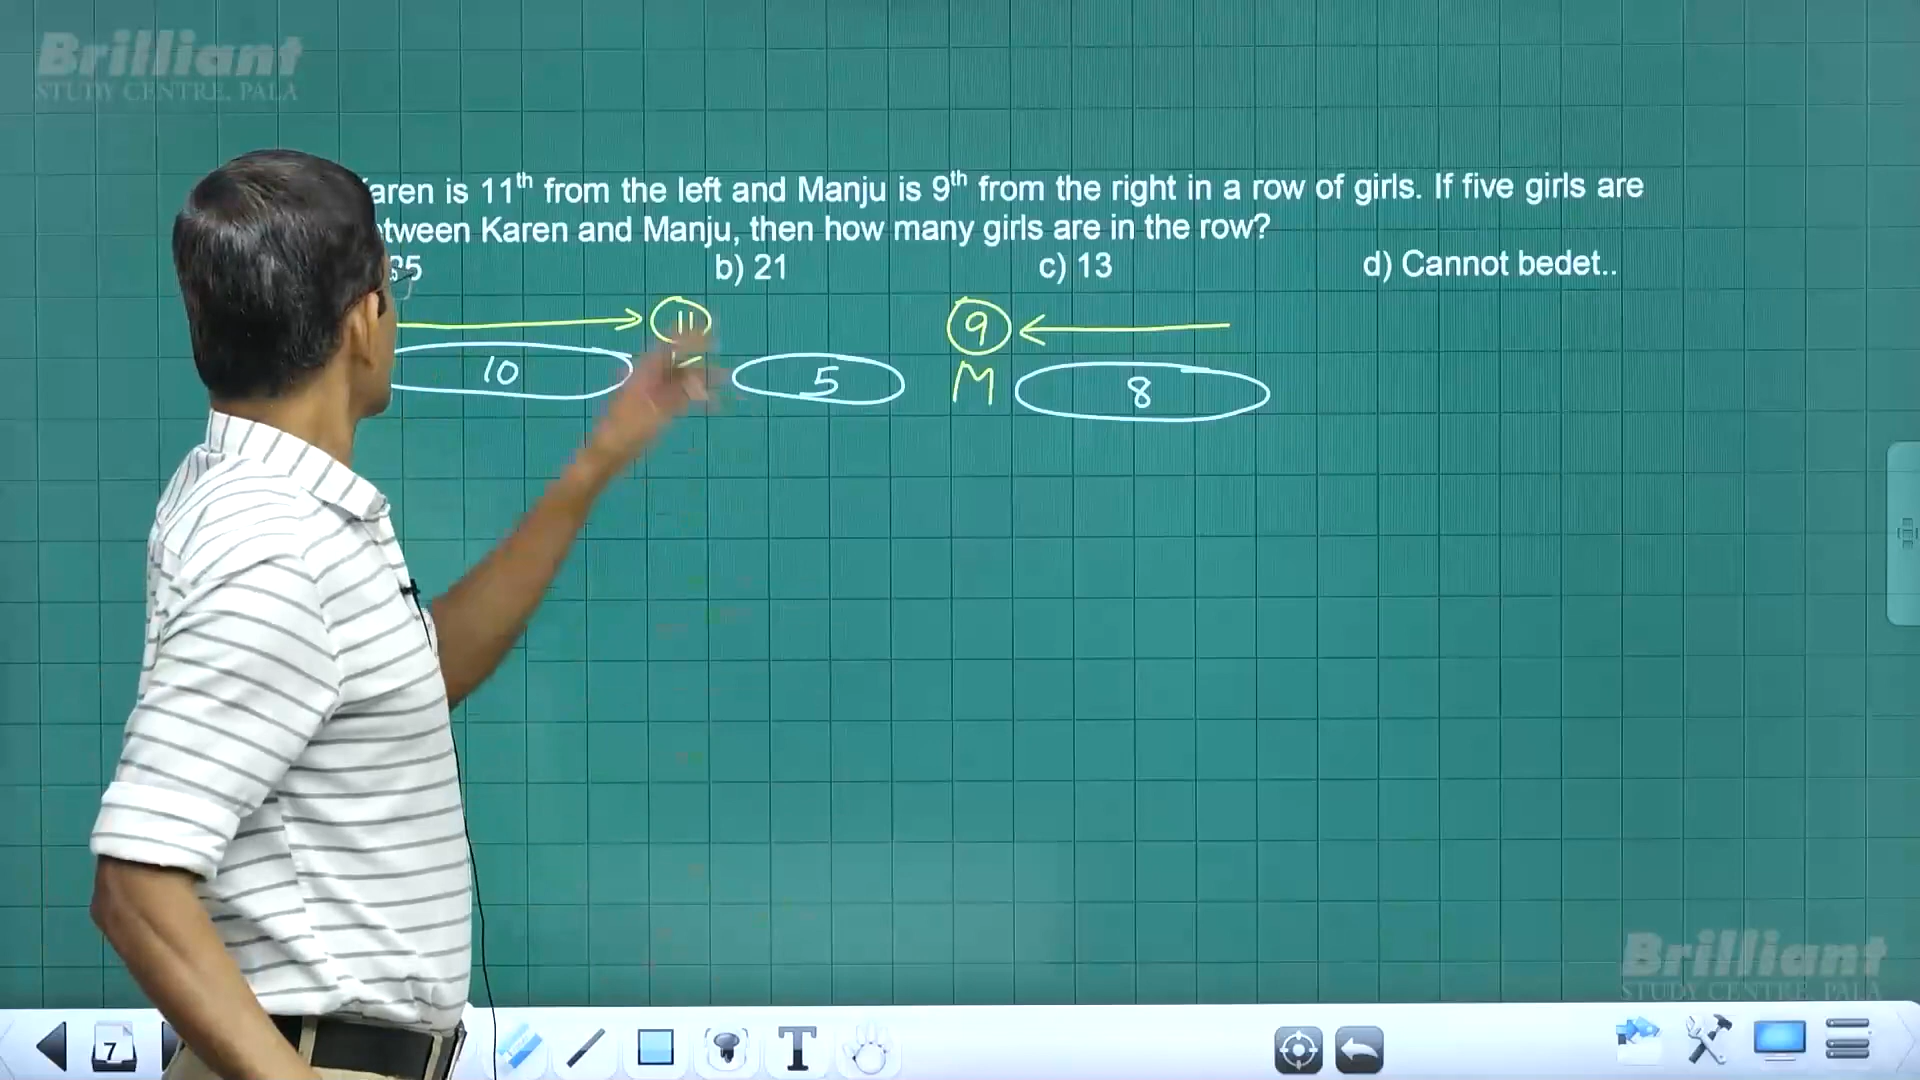 Brilliant
STUDY CENTRE, PALA
aren is 11th from the left and Manju is 9th from the right in a row of girls. If five girls are
tween Karen and Manju, then how many girls are in the row?
25 b) 21 c) 13 d) Cannot bedet..
11 9
10 5 M 8
Brilliant
STUDY CENTRE, PALA
7 T